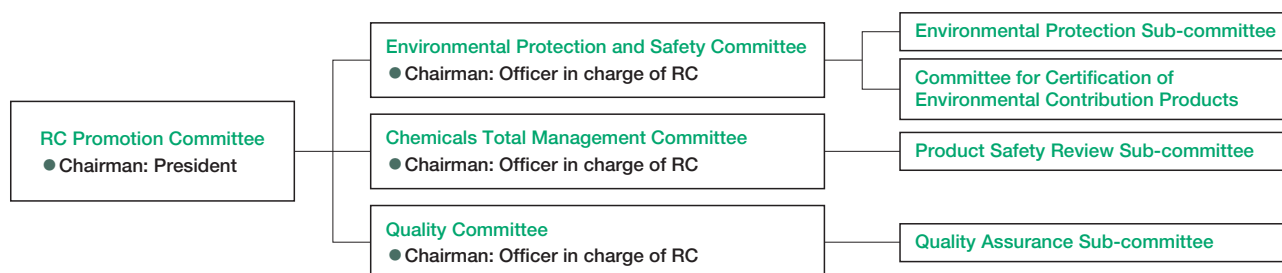 RC Promotion Committee
● Chairman: President
Environmental Protection and Safety Committee
● Chairman: Officer in charge of RC
Chemicals Total Management Committee
● Chairman: Officer in charge of RC
Quality Committee
● Chairman: Officer in charge of RC
Environmental Protection Sub-committee
Committee for Certification of
Environmental Contribution Products
Product Safety Review Sub-committee
Quality Assurance Sub-committee